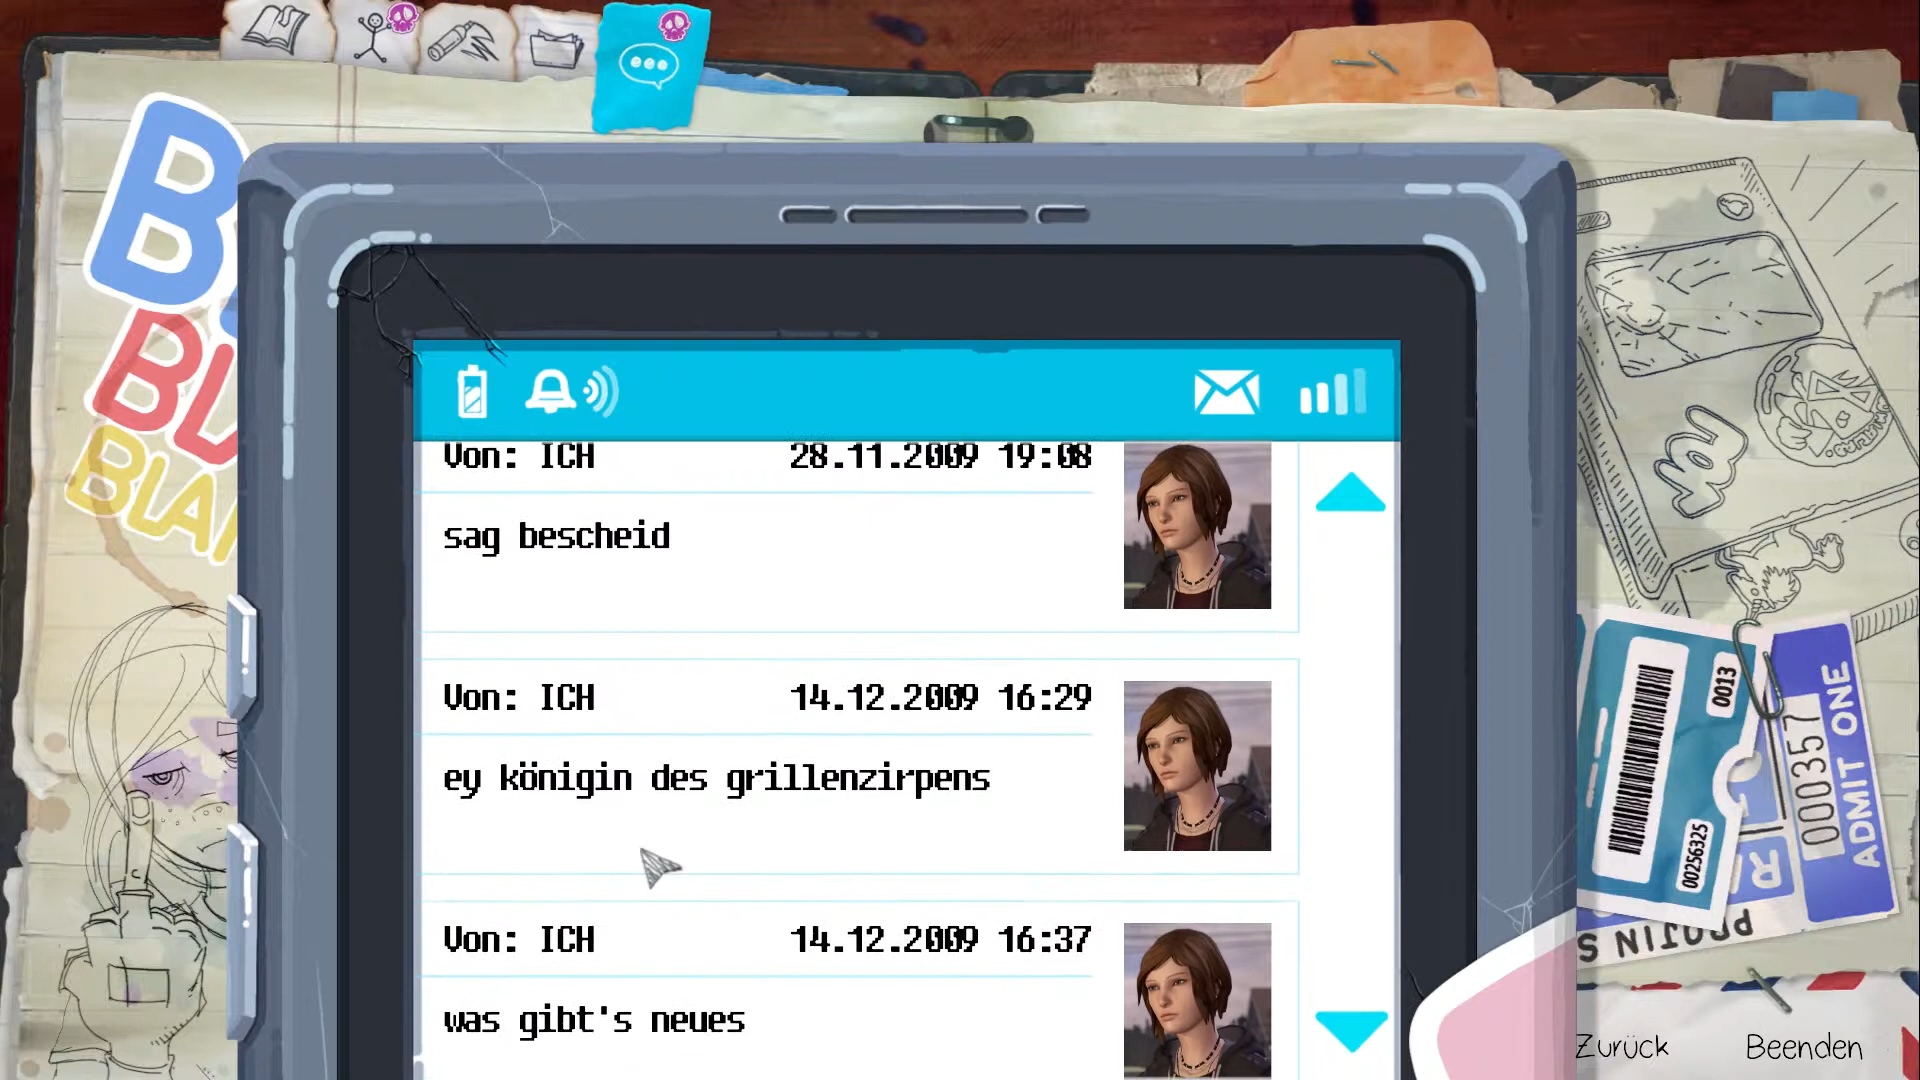 Von: ICH 28.11.2009 19:08
sag bescheid
Von: ICH 14.12.2009 16:29
ey königin des grillenzirpens
Von: ICH 14.12.2009 16:37
was gibt's neues
0013
00256325
000357
ADMIT ONE
Zurück
Beenden